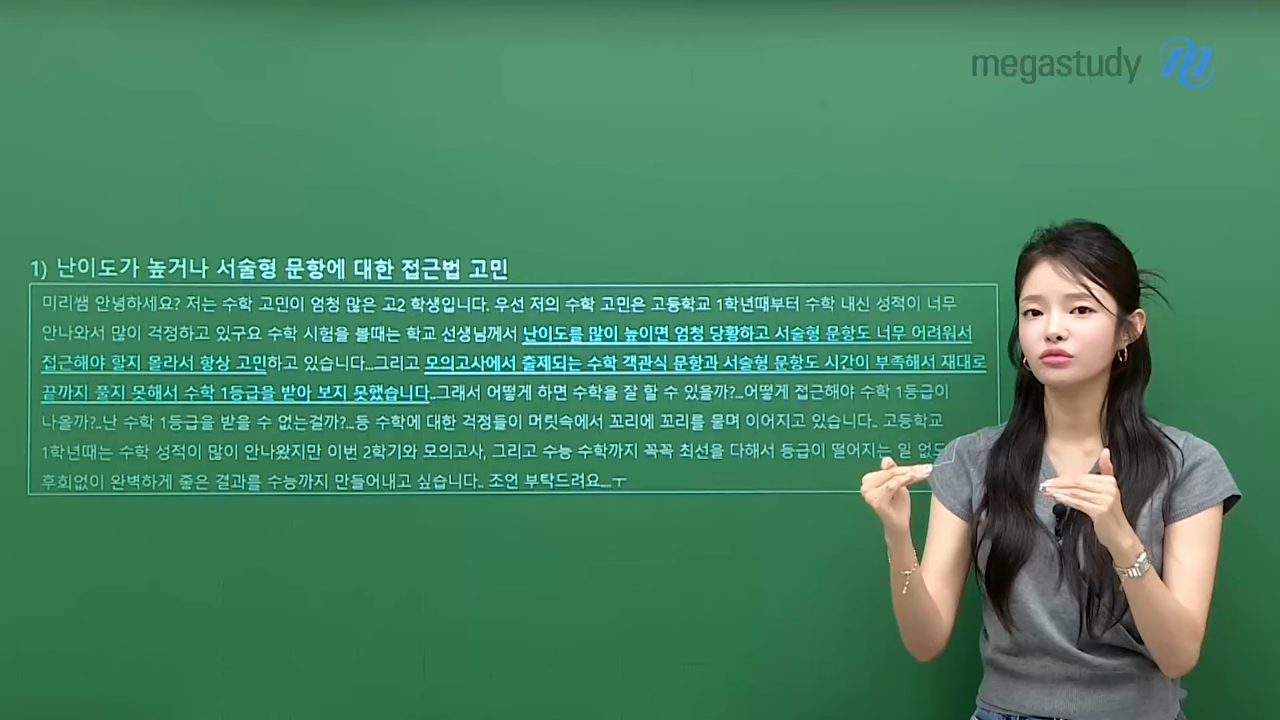 megastudy
1) 난이도가 높거나 서술형 문항에 대한 접근법 고민
미리쌤 안녕하세요? 저는 수학 고민이 엄청 많은 고2 학생입니다. 우선 저의 수학 고민은 고등학교 1학년때부터 수학 내신 성적이 너무
안나와서 많이 걱정하고 있구요 수학 시험을 볼때는 학교 선생님께서 난이도를 많이 높이면 엄청 당황하고 서술형 문항도 너무 어려워서
접근해야 할지 몰라서 항상 고민하고 있습니다...그리고 모의고사에서 출제되는 수학 객관식 문항과 서술형 문항도 시간이 부족해서 재대로
끝까지 풀지 못해서 수학 1등급을 받아 보지 못했습니다..그래서 어떻게 하면 수학을 잘 할 수 있을까?...어떻게 접근해야 수학 1등급이
나올까?..난 수학 1등급을 받을 수 없는걸까?..등 수학에 대한 걱정들이 머릿속에서 꼬리에 꼬리를 물며 이어지고 있습니다.. 고등학교
1학년때는 수학 성적이 많이 안나왔지만 이번 2학기와 모의고사, 그리고 수능 수학까지 꼭꼭 최선을 다해서 등급이 떨어지는 일 없도
후회없이 완벽하게 좋은 결과를 수능까지 만들어내고 싶습니다.. 조언 부탁드려요...ㅜ